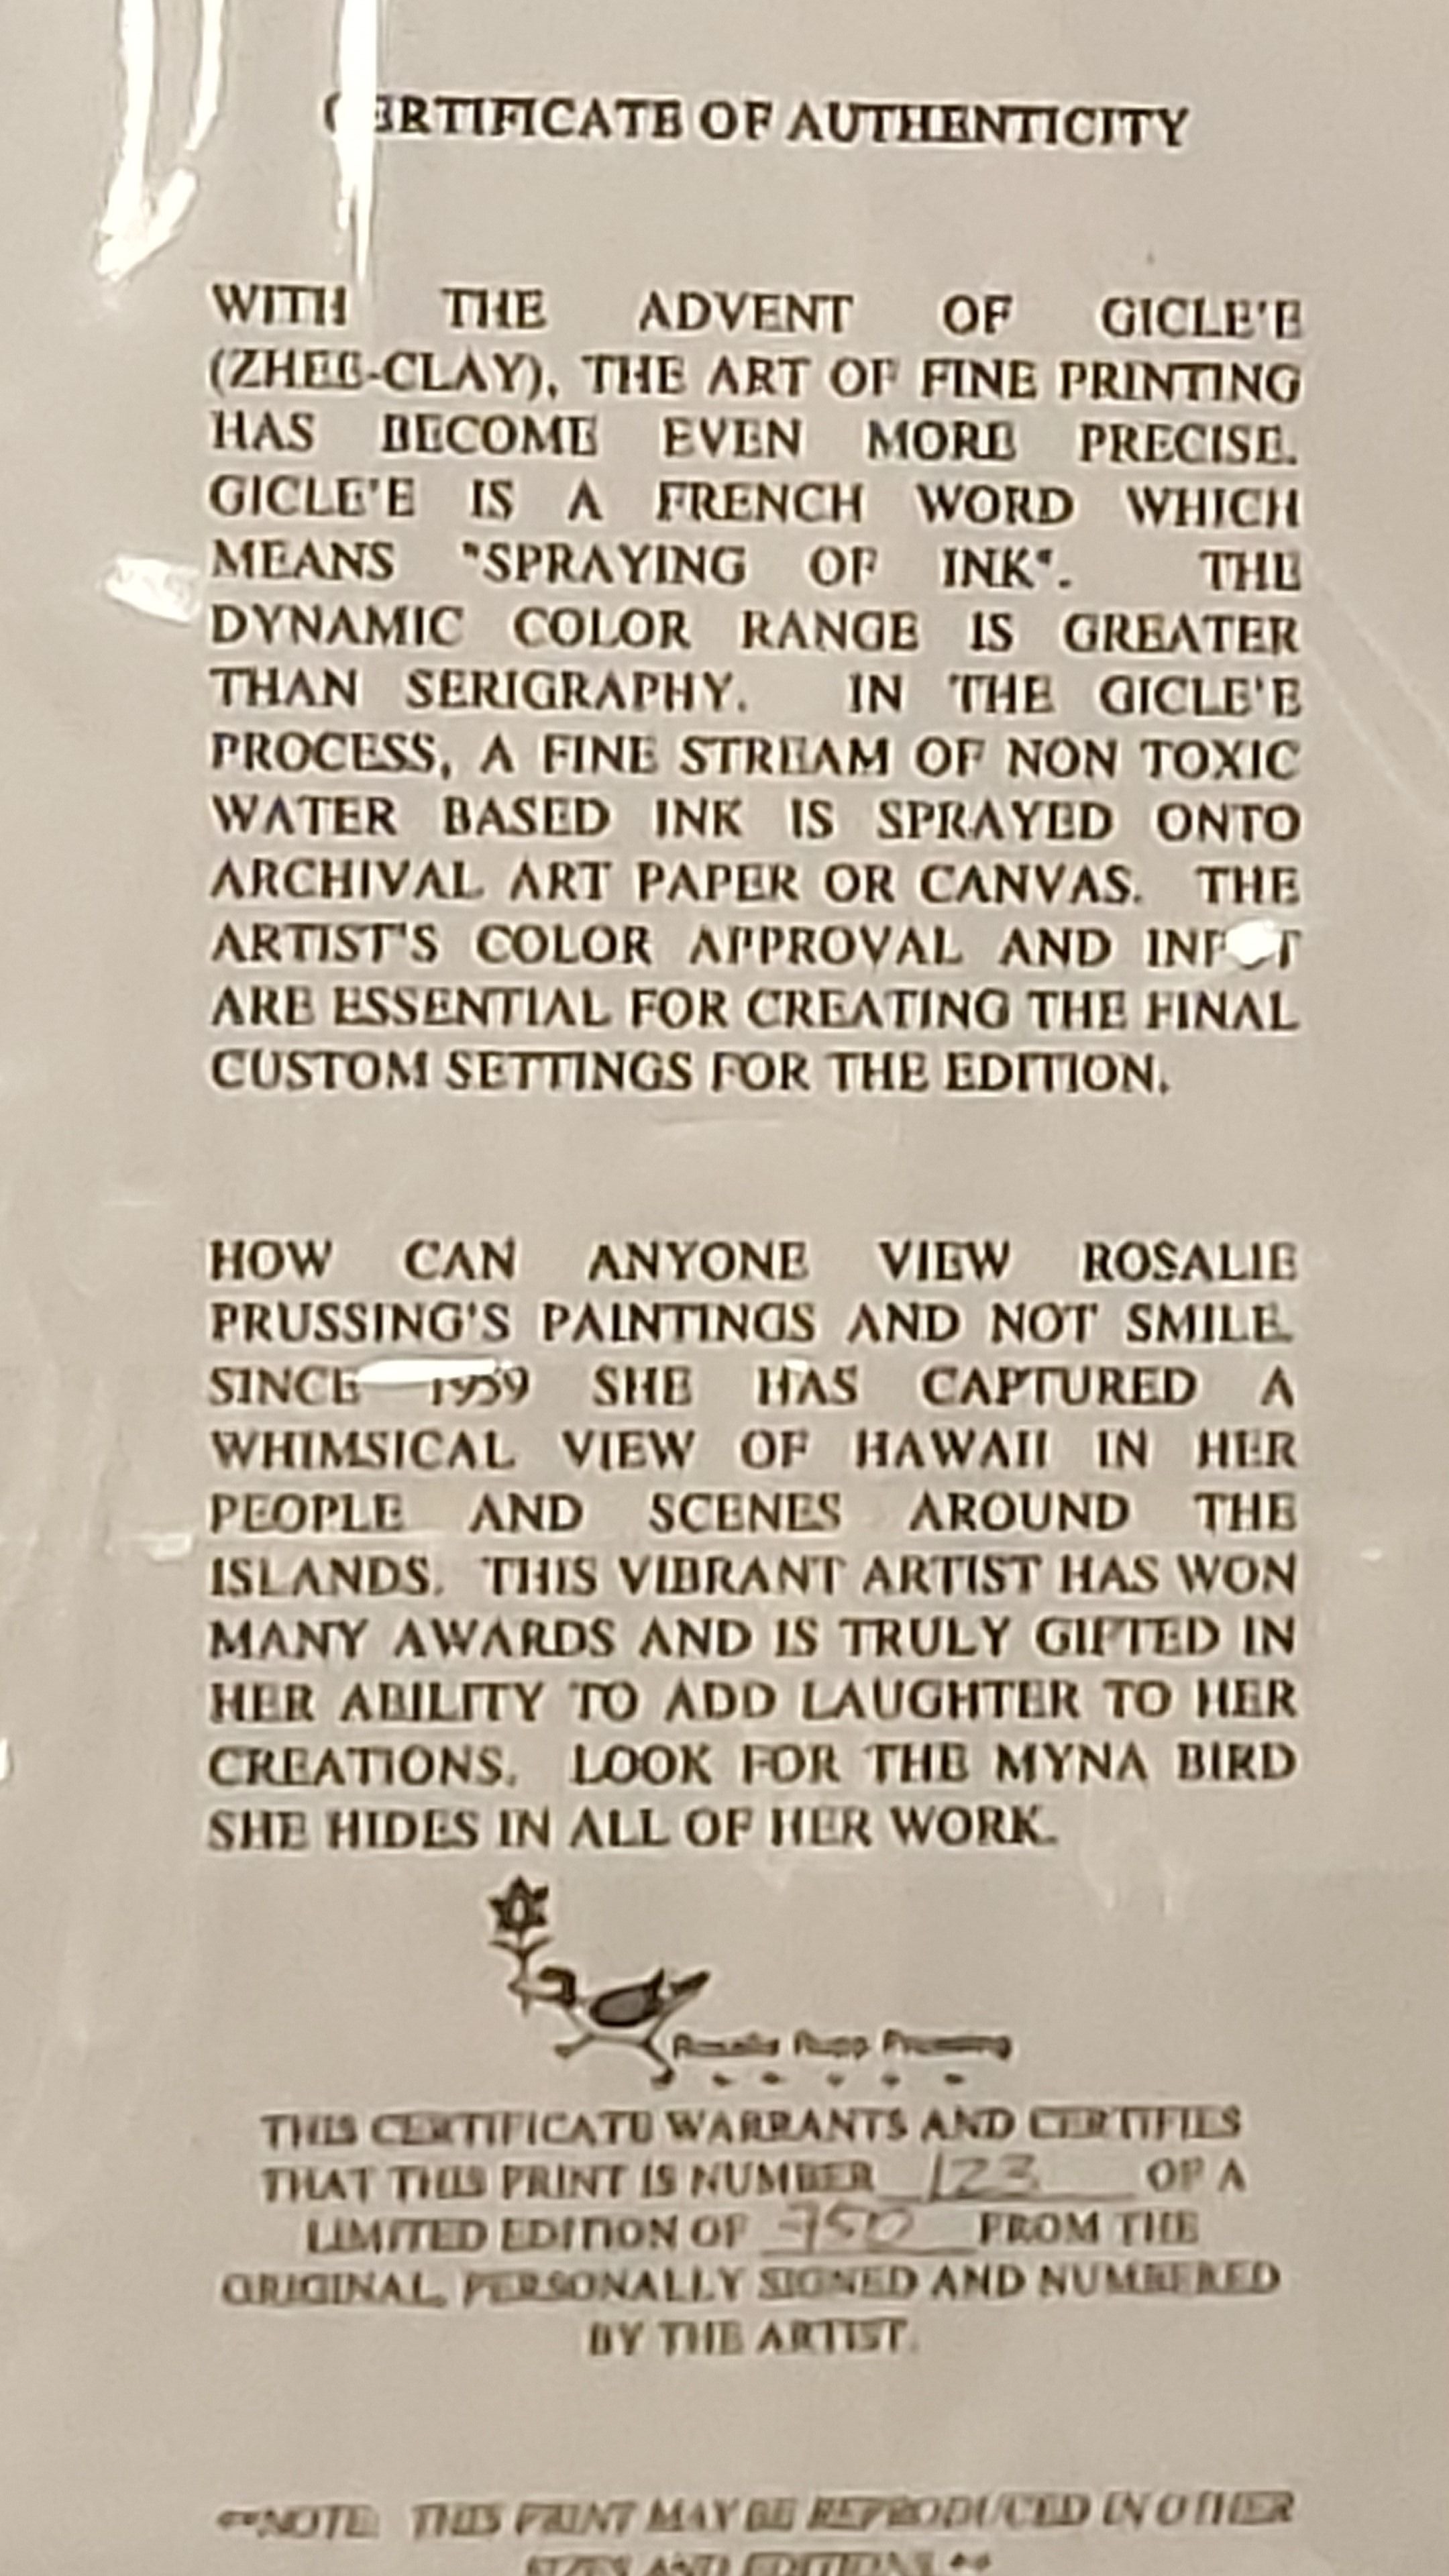 CERTIFICATE OF AUTHENTICITY
WITH THE ADVENT OF GICLE'E
(ZHEE-CLAY), THE ART OF FINE PRINTING
HAS BECOME EVEN MORE PRECISE.
GICLE'E IS A FRENCH WORD WHICH
MEANS "SPRAYING OF INK". THE
DYNAMIC COLOR RANGE IS GREATER
THAN SERIGRAPHY. IN THE GICLE'E
PROCESS, A FINE STREAM OF NON TOXIC
WATER BASED INK IS SPRAYED ONTO
ARCHIVAL ART PAPER OR CANVAS. THE
ARTIST'S COLOR APPROVAL AND INPUT
ARE ESSENTIAL FOR CREATING THE FINAL
CUSTOM SETTINGS FOR THE EDITION.
HOW CAN ANYONE VIEW ROSALIE
PRUSSING'S PAINTINGS AND NOT SMILE.
SINCE 1959 SHE HAS CAPTURED A
WHIMSICAL VIEW OF HAWAII IN HER
PEOPLE AND SCENES AROUND THE
ISLANDS. THIS VIBRANT ARTIST HAS WON
MANY AWARDS AND IS TRULY GIFTED IN
HER ABILITY TO ADD LAUGHTER TO HER
CREATIONS. LOOK FOR THE MYNA BIRD
SHE HIDES IN ALL OF HER WORK.
Rosalie Rupp Prussing
THIS CERTIFICATE WARRANTS AND CERTIFIES
THAT THIS PRINT IS NUMBER 123 OF A
LIMITED EDITION OF 750 FROM THE
ORIGINAL, PERSONALLY SIGNED AND NUMBERED
BY THE ARTIST.
**NOTE THIS PRINT MAY BE REPRODUCED IN OTHER
SIZES AND EDITIONS.**